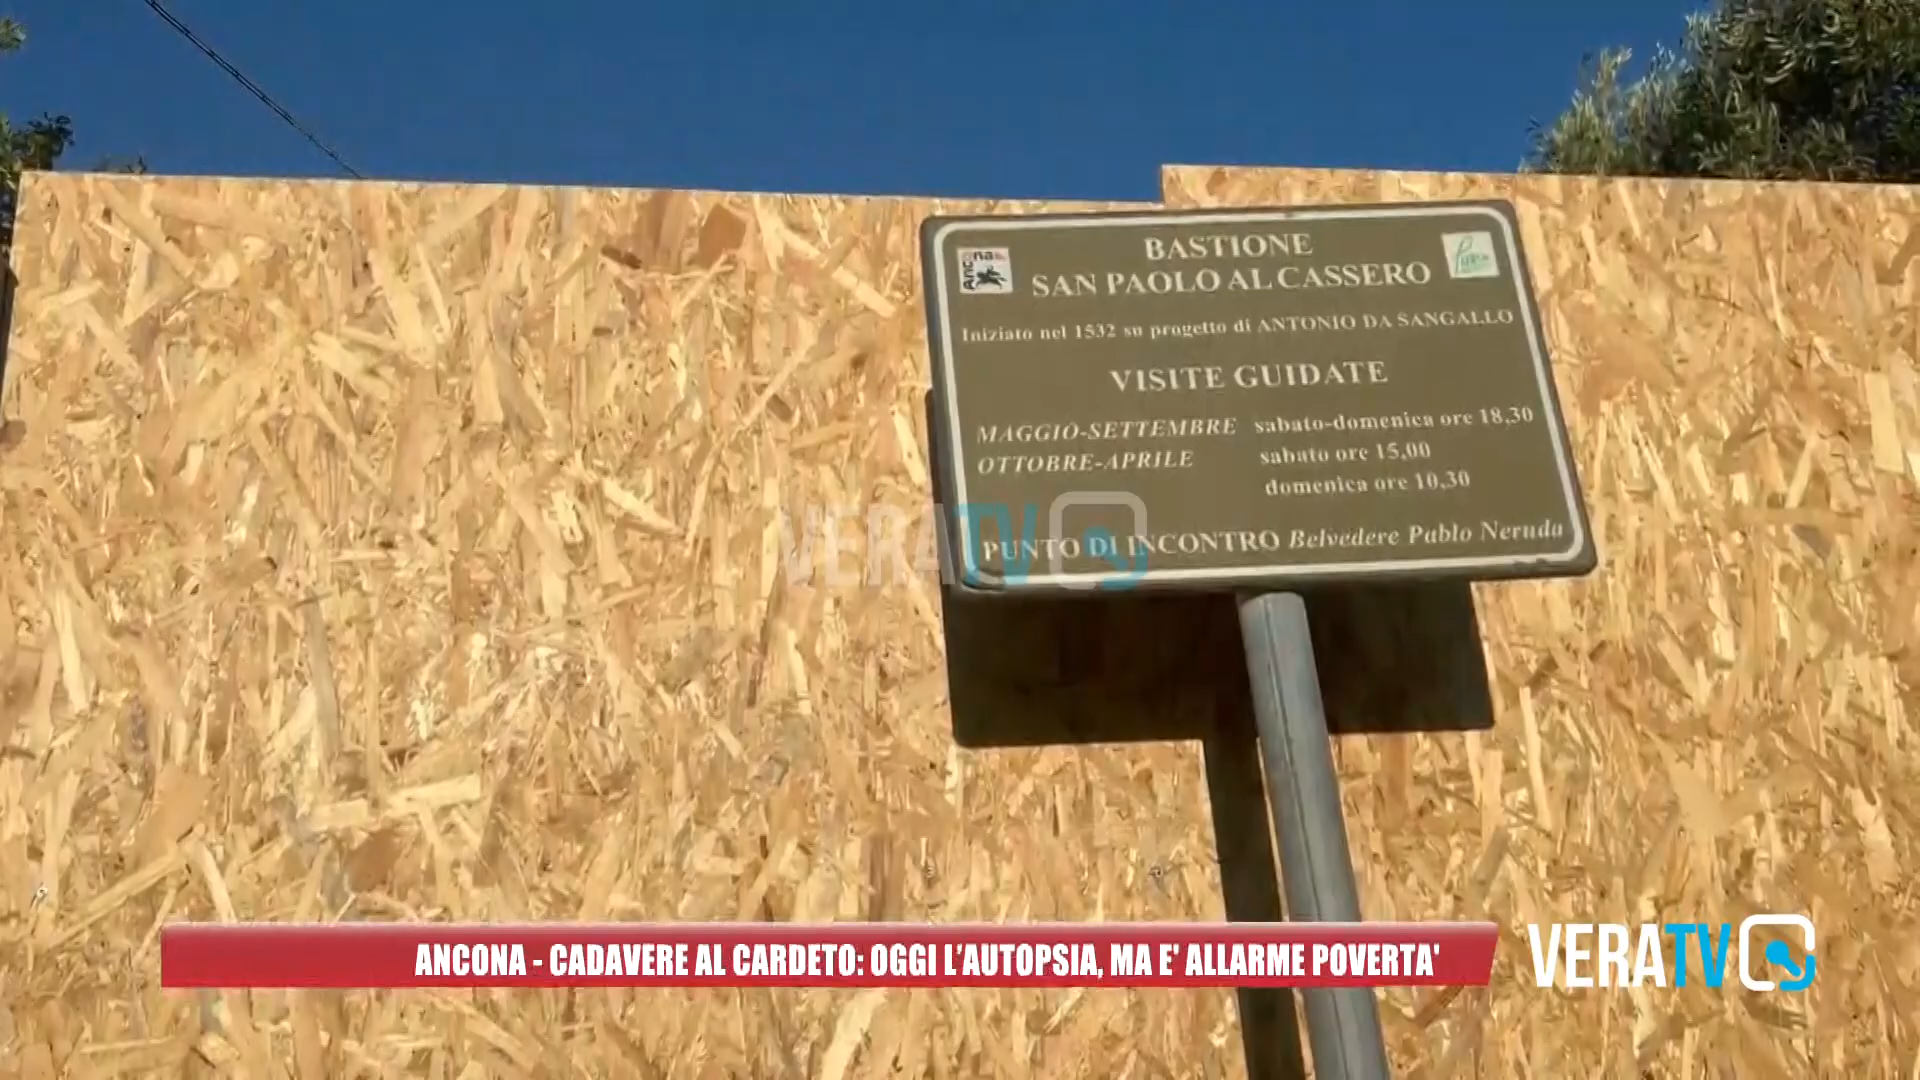 BASTIONE
SAN PAOLO AL CASSERO
Ancona
Iniziato nel 1532 su progetto di ANTONIO DA SANGALLO
VISITE GUIDATE
MAGGIO-SETTEMBRE sabato-domenica ore 18,30
OTTOBRE-APRILE sabato ore 15,00
domenica ore 10,30
PUNTO DI INCONTRO Belvedere Pablo Neruda
VERATV
ANCONA - CADAVERE AL CARDETO: OGGI L'AUTOPSIA, MA E' ALLARME POVERTA'
VERATV